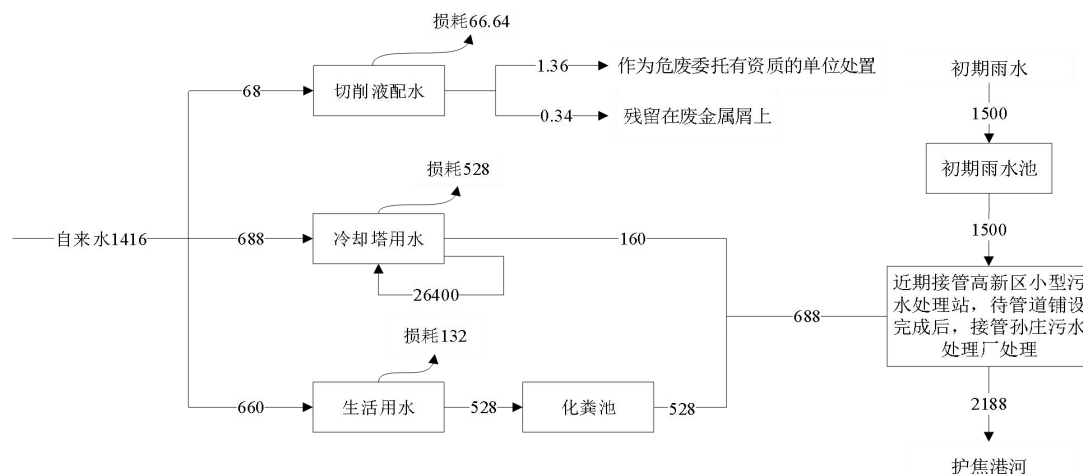 损耗66.64
68
切削液配水
1.36
作为危废委托有资质的单位处置
0.34
残留在废金属屑上
初期雨水
1500
初期雨水池
1500
损耗528
自来水1416
688
冷却塔用水
160
26400
近期接管高新区小型污
水处理站，待管道铺设
完成后，接管孙庄污水
处理厂处理
688
损耗132
660
生活用水
528
化粪池
528
2188
护焦港河